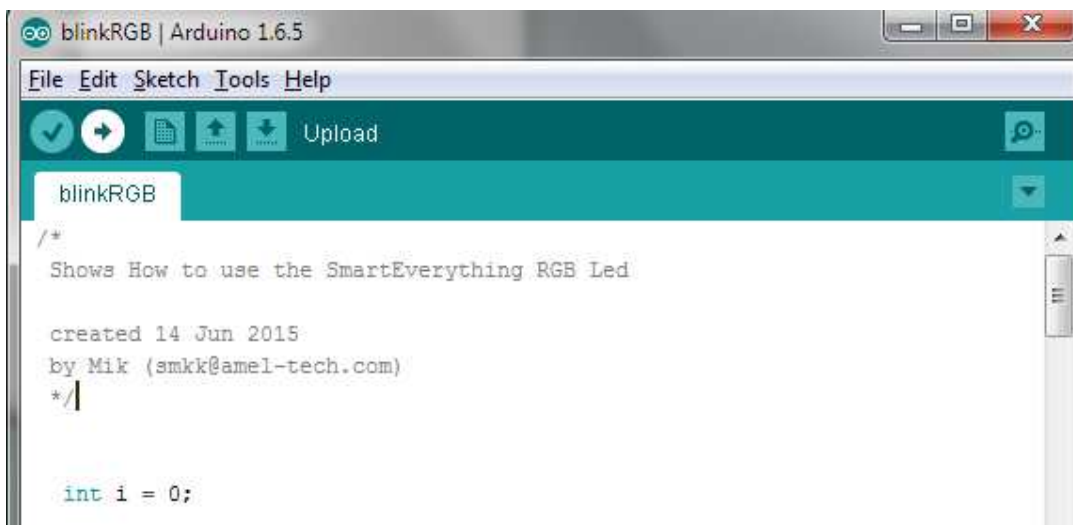 blinkRGB | Arduino 1.6.5
File Edit Sketch Tools Help
Upload
blinkRGB
/*
Shows How to use the SmartEverything RGB Led
created 14 Jun 2015
by Mik (smkk@amel-tech.com)
*/
int i = 0;